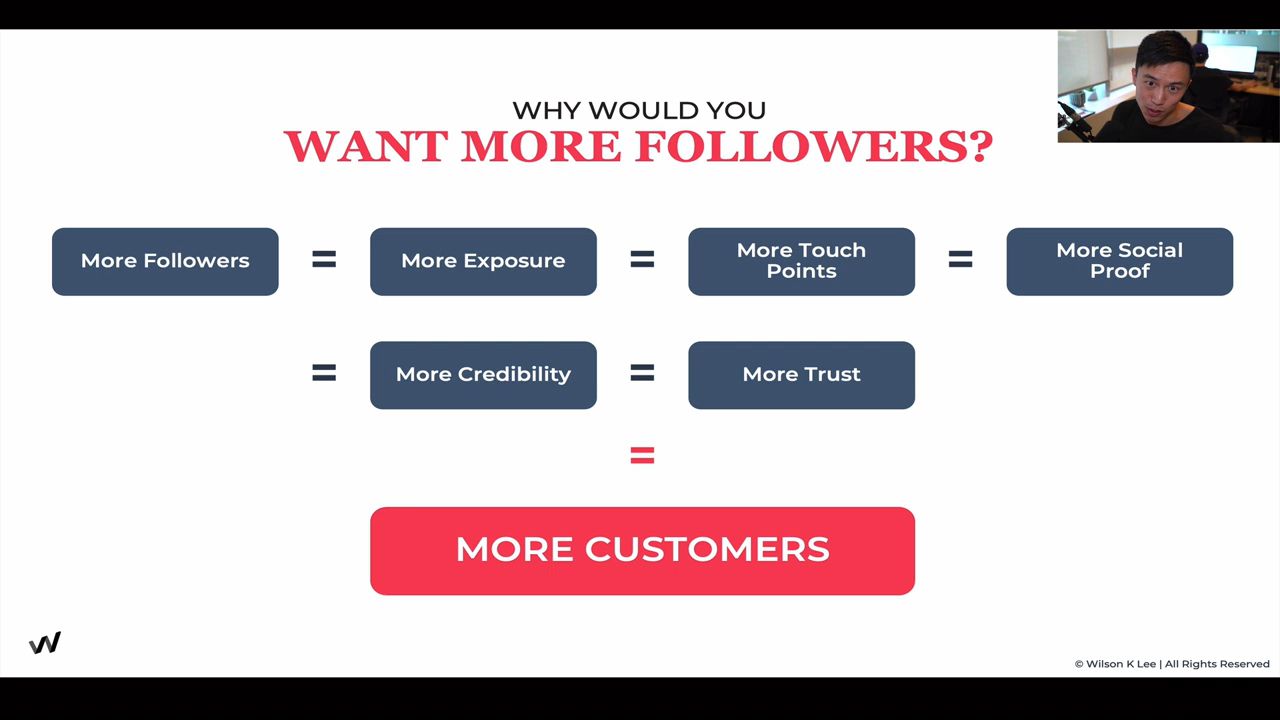 WHY WOULD YOU
WANT MORE FOLLOWERS?
More Followers = More Exposure = More Touch Points = More Social Proof
= More Credibility = More Trust
=
MORE CUSTOMERS
© Wilson K Lee | All Rights Reserved